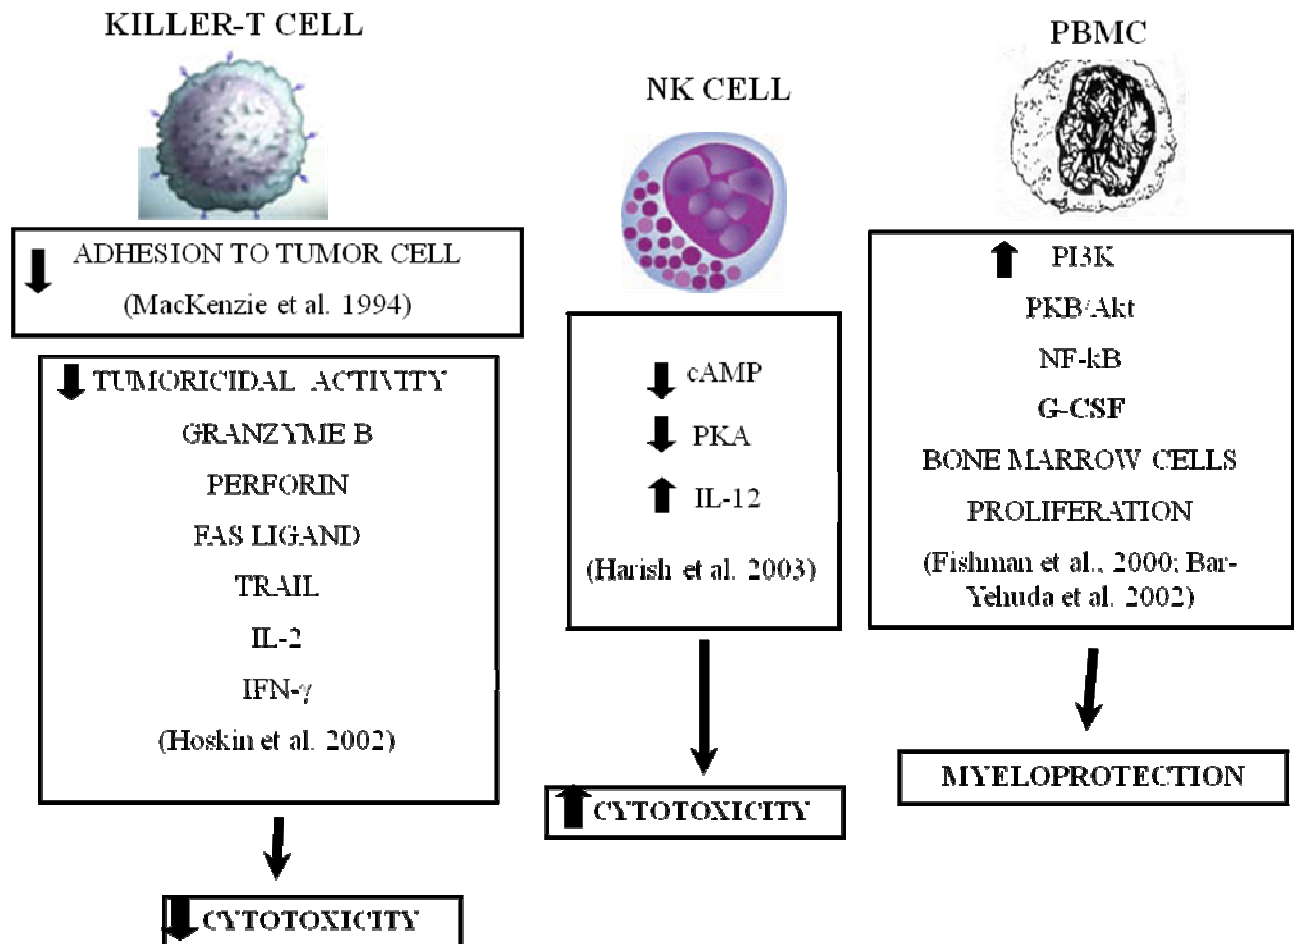 KILLER-T CELL
ADHESION TO TUMOR CELL
(MacKenzie et al. 1994)
TUMORICIDAL ACTIVITY
GRANZYME B
PERFORIN
FAS LIGAND
TRAIL
IL-2
IFN-γ
(Hoskin et al. 2002)
CYTOTOXICITY
NK CELL
cAMP
PKA
IL-12
(Harish et al. 2003)
CYTOTOXICITY
PBMC
PI3K
PKB/Akt
NF-kB
G-CSF
BONE MARROW CELLS
PROLIFERATION
(Fishman et al., 2000; Bar-
Yehuda et al. 2002)
MYELOPROTECTION